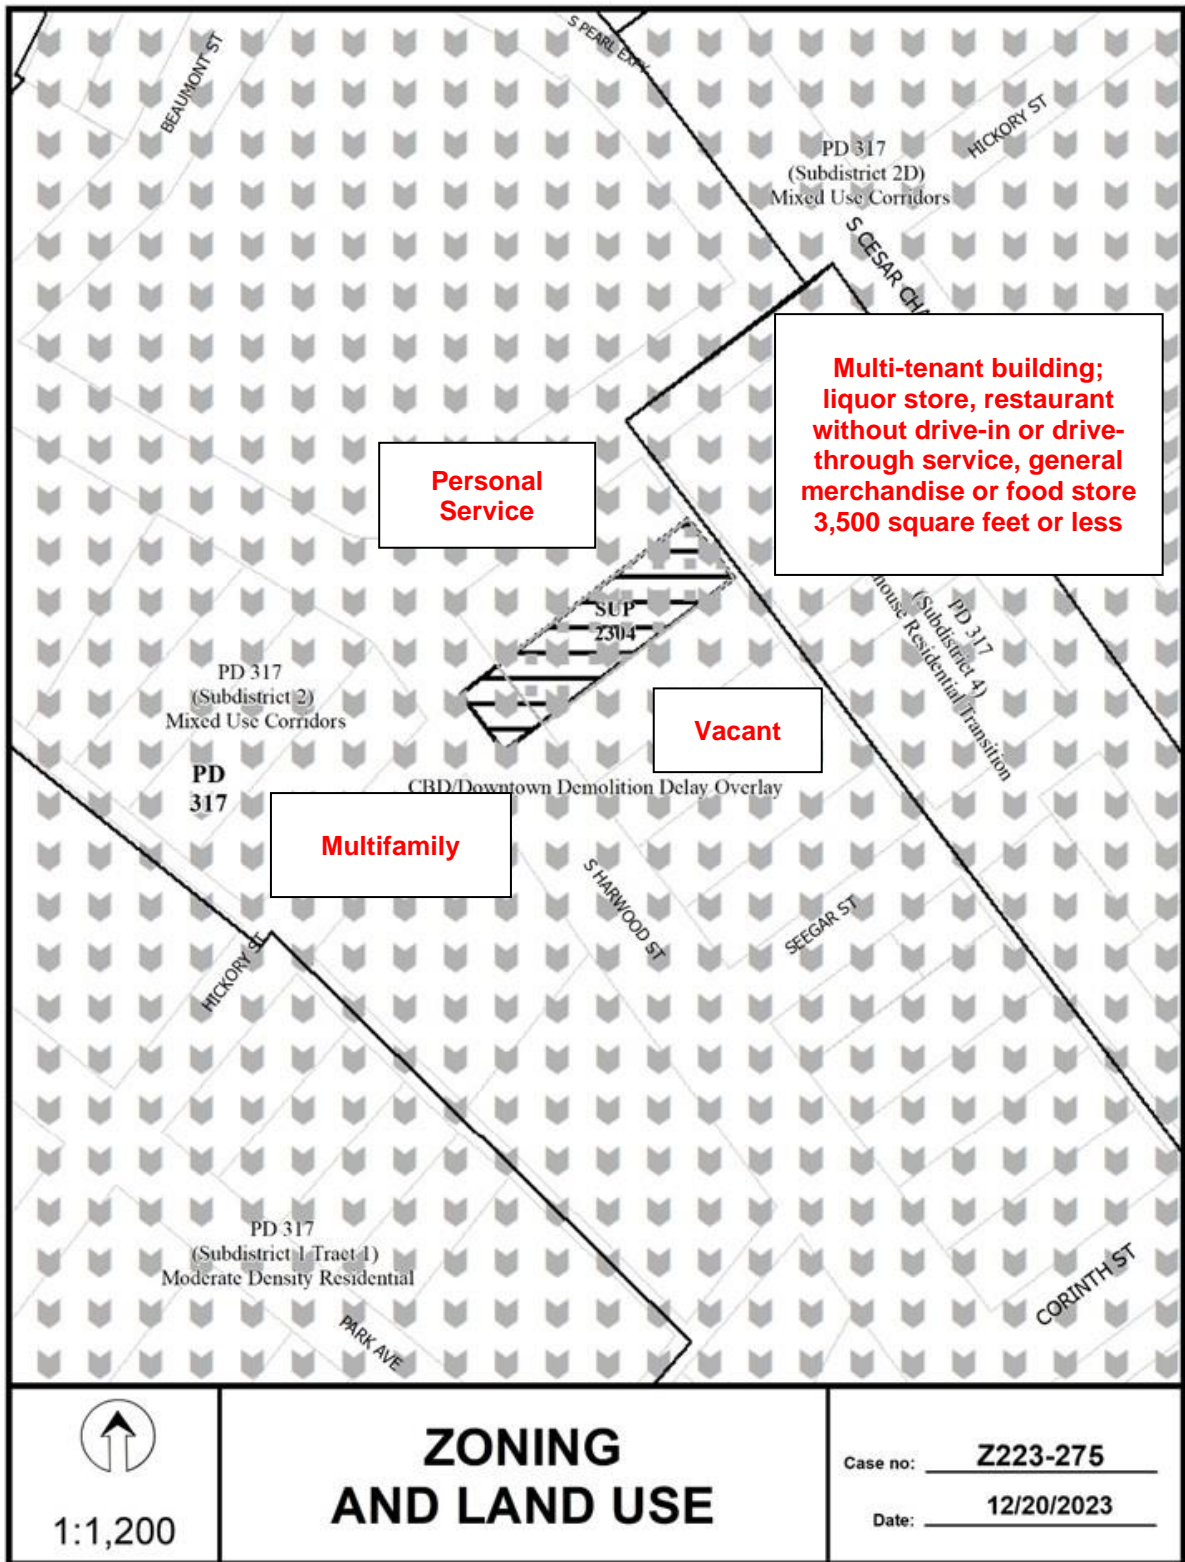 S PEARL EXPY
BEAUMONT ST
HICKORY ST
PD 317
(Subdistrict 2D)
Mixed Use Corridors
S CESAR
Multi-tenant building;
liquor store, restaurant
without drive-in or drive-
through service, general
merchandise or food store
3,500 square feet or less
Personal
Service
SUP
2304
PD 317
(Subdistrict 4)
Residential Transition
PD 317
(Subdistrict 2)
Mixed Use Corridors
Vacant
PD
317
CBD/Downtown Demolition Delay Overlay
Multifamily
S HARWOOD ST
SEEGAR ST
HICKORY ST
PD 317
(Subdistrict 1 Tract 1)
Moderate Density Residential
PARK AVE
CORINTH ST
1:1,200
ZONING
AND LAND USE
Case no: Z223-275
Date: 12/20/2023